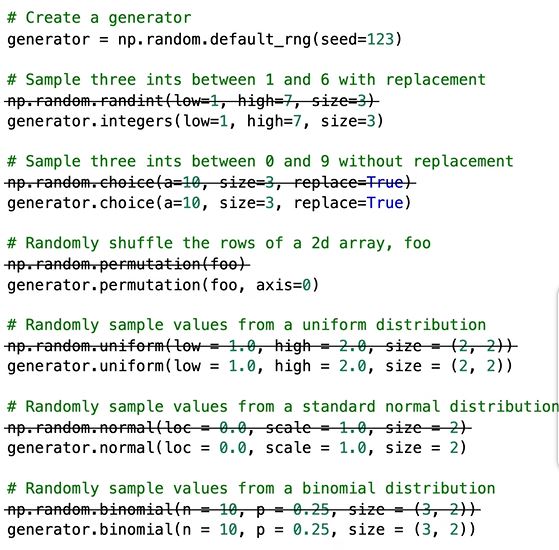 # Create a generator
generator = np.random.default_rng(seed=123)
# Sample three ints between 1 and 6 with replacement
np.random.randint(low=1, high=7, size=3)
generator.integers(low=1, high=7, size=3)
# Sample three ints between 0 and 9 without replacement
np.random.choice(a=10, size=3, replace=True)
generator.choice(a=10, size=3, replace=True)
# Randomly shuffle the rows of a 2d array, foo
np.random.permutation(foo)
generator.permutation(foo, axis=0)
# Randomly sample values from a uniform distribution
np.random.uniform(low = 1.0, high = 2.0, size = (2, 2))
generator.uniform(low = 1.0, high = 2.0, size = (2, 2))
# Randomly sample values from a standard normal distribution
np.random.normal(loc = 0.0, scale = 1.0, size = 2)
generator.normal(loc = 0.0, scale = 1.0, size = 2)
# Randomly sample values from a binomial distribution
np.random.binomial(n = 10, p = 0.25, size = (3, 2))
generator.binomial(n = 10, p = 0.25, size = (3, 2))